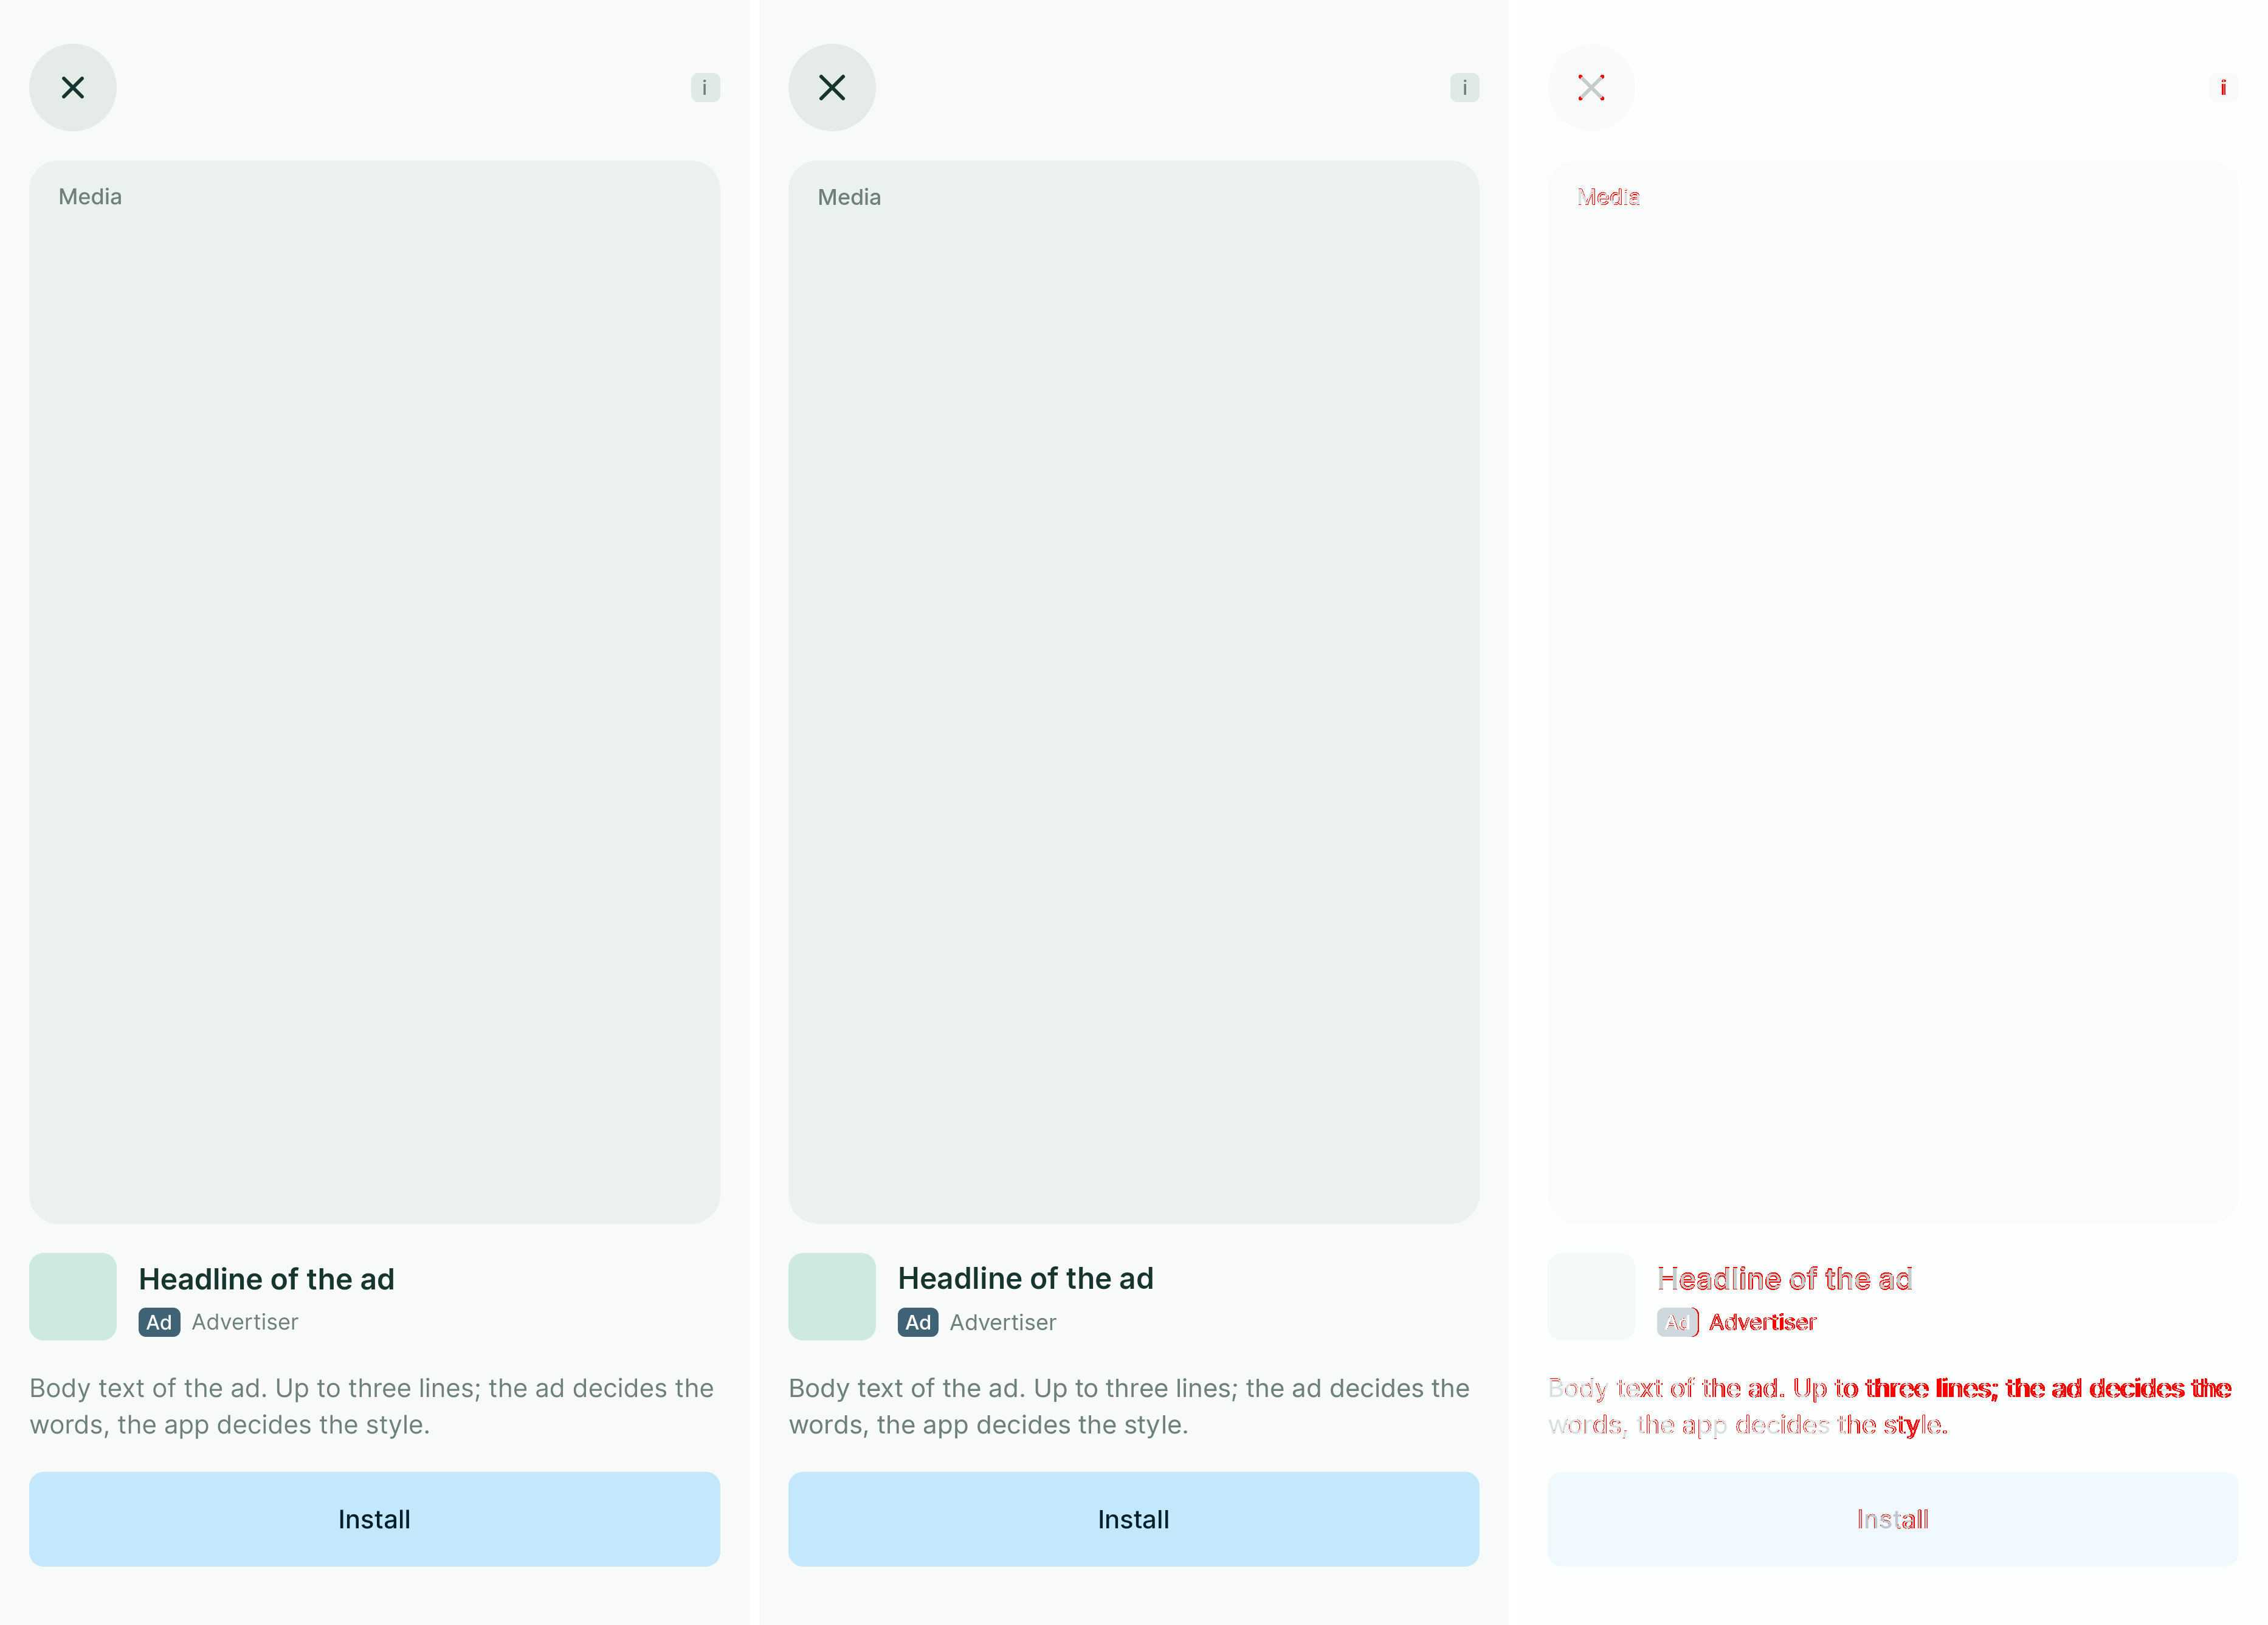 i
Media
Headline of the ad
Ad Advertiser
Body text of the ad. Up to three lines; the ad decides the
words, the app decides the style.
Install
i
Media
Headline of the ad
Ad Advertiser
Body text of the ad. Up to three lines; the ad decides the
words, the app decides the style.
Install
i
Media
Headline of the ad
Ad Advertiser
Body text of the ad. Up to three lines; the ad decides the
words, the app decides the style.
Install